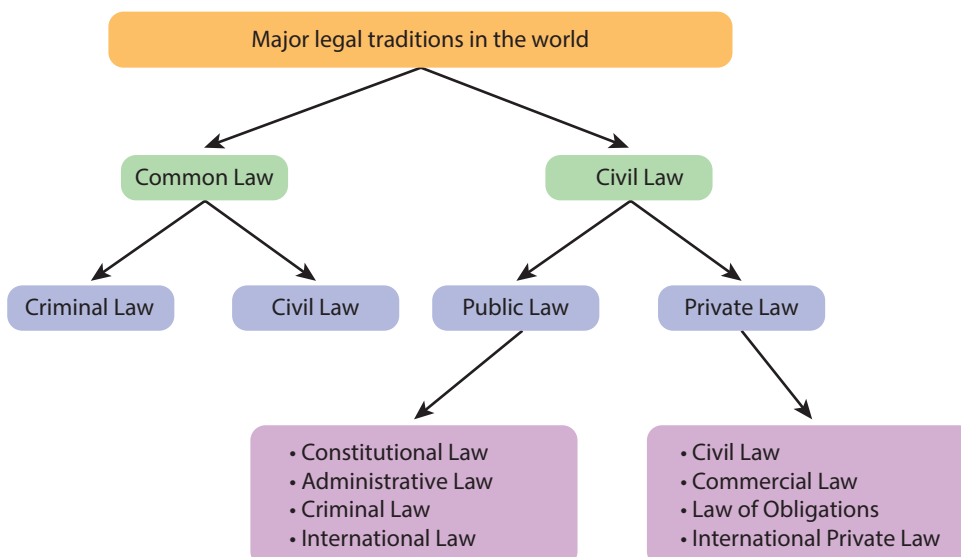 Major legal traditions in the world
Common Law
Civil Law
Criminal Law
Civil Law
Public Law
Private Law
• Constitutional Law
• Administrative Law
• Criminal Law
• International Law
• Civil Law
• Commercial Law
• Law of Obligations
• International Private Law